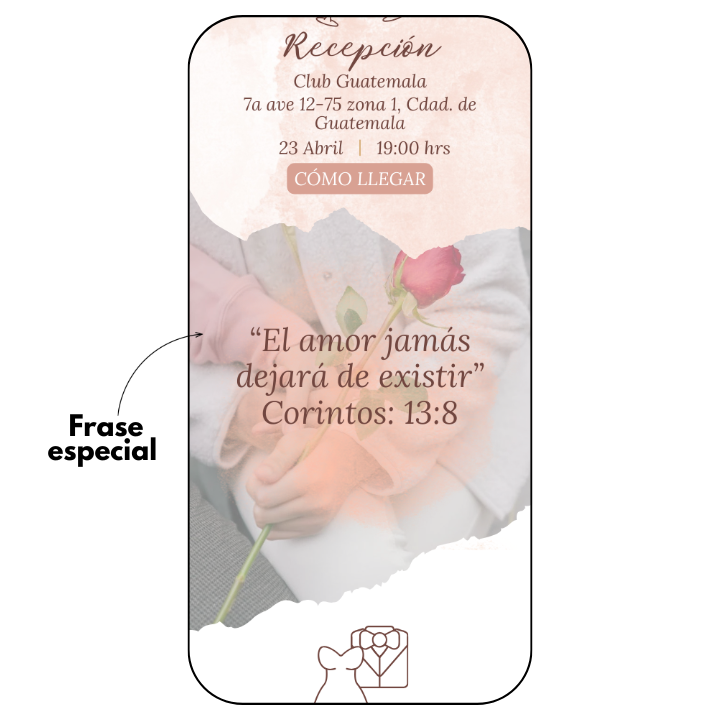 Recepción
Club Guatemala
7a ave 12-75 zona 1, Cdad. de
Guatemala
23 Abril | 19:00 hrs
CÓMO LLEGAR
“El amor jamás
dejará de existir”
Corintos: 13:8
Frase
especial